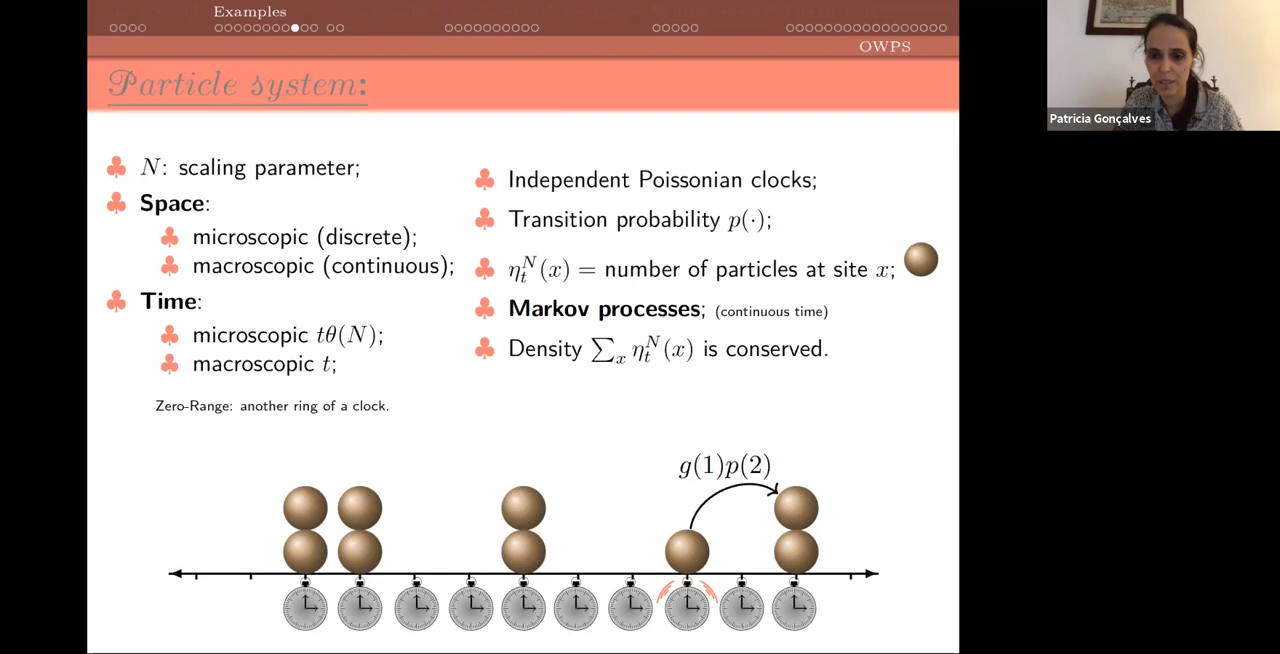 Examples
OWPS
Particle system:
N: scaling parameter;
Space:
microscopic (discrete);
macroscopic (continuous);
Time:
microscopic tθ(N);
macroscopic t;
Zero-Range: another ring of a clock.
Independent Poissonian clocks;
Transition probability p(·);
η_t^N(x) = number of particles at site x;
Markov processes; (continuous time)
Density ∑_x η_t^N(x) is conserved.
g(1)p(2)
Patricia Gonçalves